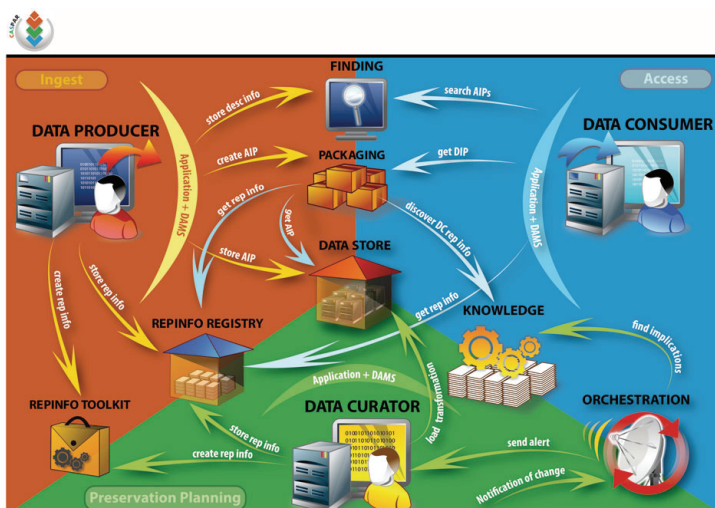 CASPAR
FINDING
Ingest
Access
store desc info
search AIPs
DATA PRODUCER
DATA CONSUMER
create AIP
PACKAGING
get DIP
Application + DAMS
Application + DAMS
get rep info
get AIP
discover DC rep Info
store AIP
DATA STORE
create rep info
store rep info
get rep info
REPINFO REGISTRY
KNOWLEDGE
find implications
Application + DAMS
load transformation
REPINFO TOOLKIT
DATA CURATOR
ORCHESTRATION
store rep info
create rep info
send alert
Notification of change
Preservation Planning